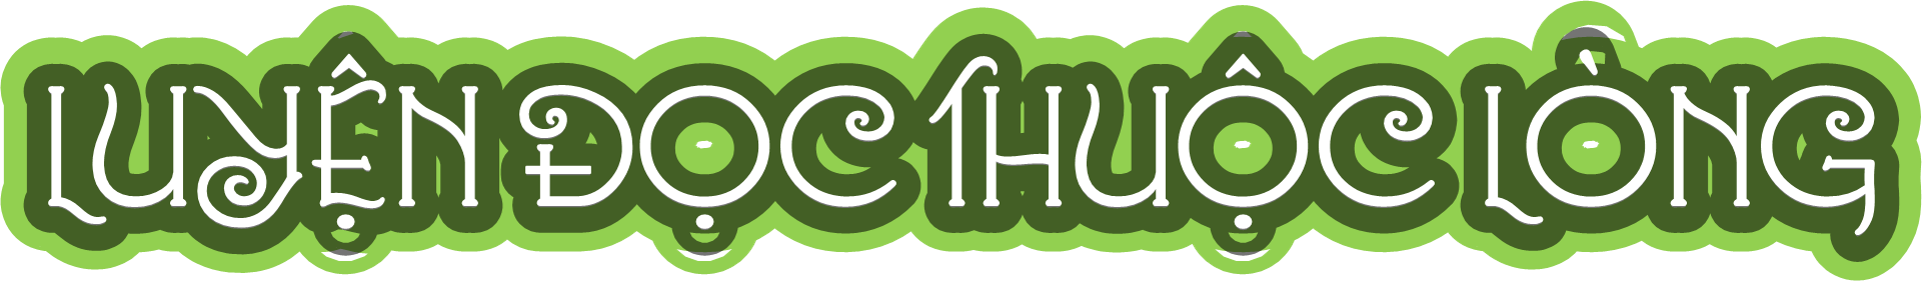 LUYỆN ĐỌC THUỘC LÒNG